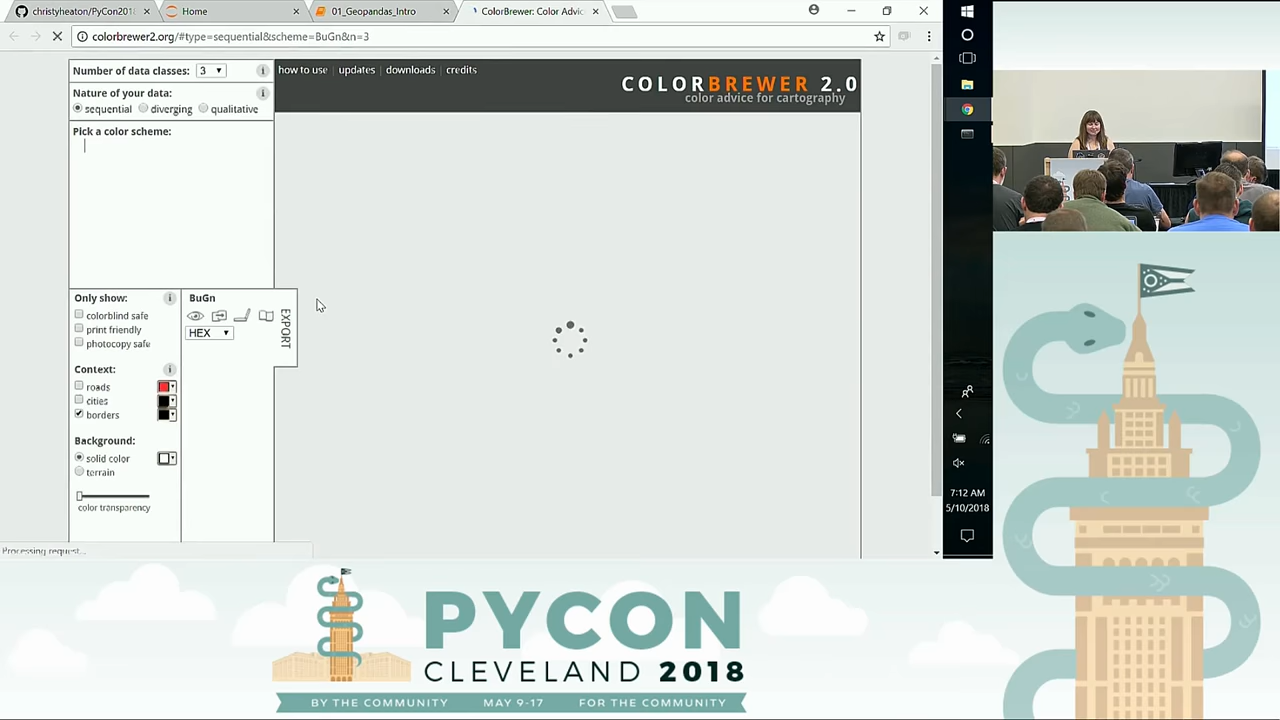 christyheaton/PyCon201
Home
01_Geopandas_Intro
ColorBrewer: Color Advic
colorbrewer2.org/#type=sequential&scheme=BuGn&n=3
Number of data classes: 3
how to use | updates | downloads | credits
COLORBREWER 2.0
color advice for cartography
Nature of your data:
sequential diverging qualitative
Pick a color scheme:
Only show:
colorblind safe
print friendly
photocopy safe
BuGn
HEX
EXPORT
Context:
roads
cities
borders
Background:
solid color
terrain
color transparency
Processing request...
7:12 AM
5/10/2018
PYCON
CLEVELAND 2018
BY THE COMMUNITY MAY 9-17 FOR THE COMMUNITY